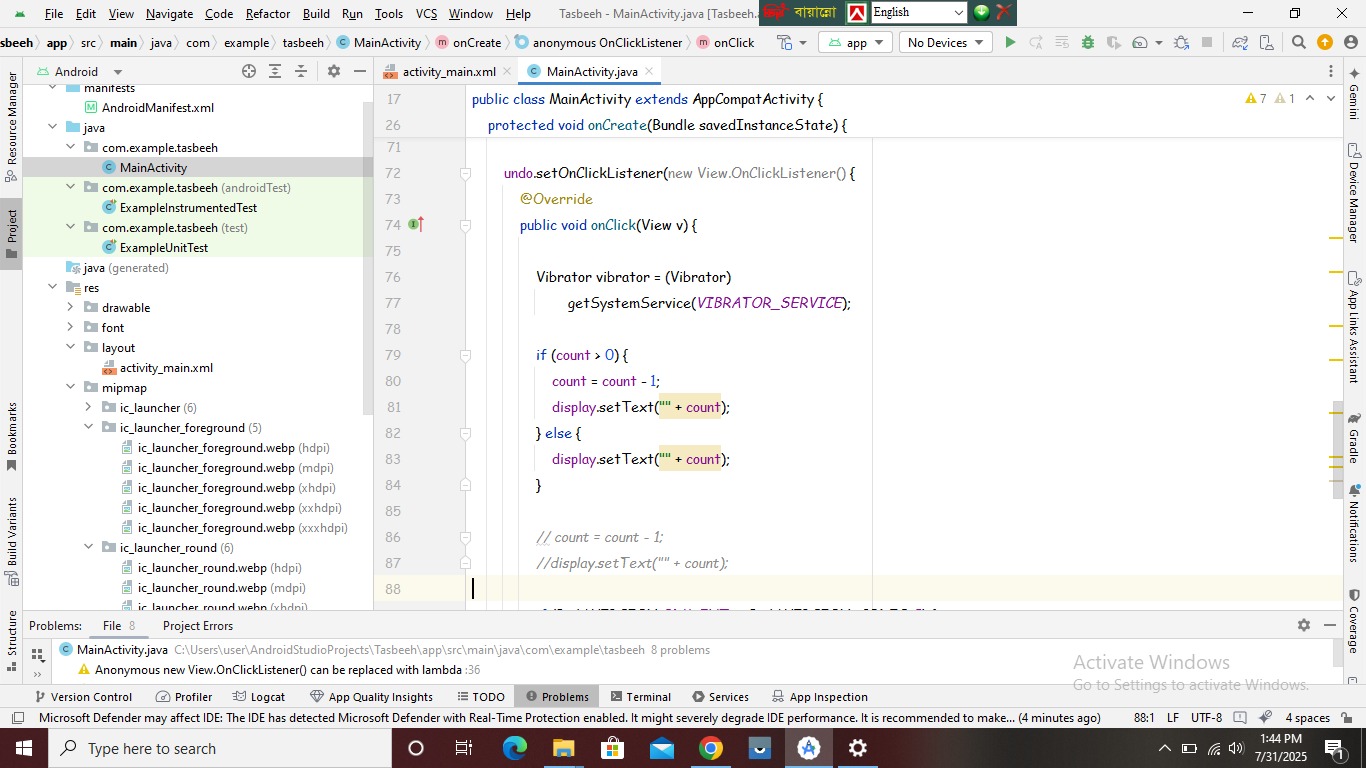 File Edit View Navigate Code Refactor Build Run Tools VCS Window Help Tasbeeh - MainActivity.java [Tasbeeh. বায়ান্নো English
sbeeh app src main java com example tasbeeh MainActivity onCreate anonymous OnClickListener onClick app No Devices
Android activity_main.xml MainActivity.java
Resource Manager
Project
Bookmarks
Build Variants
Structure
manifests
AndroidManifest.xml
java
com.example.tasbeeh
MainActivity
com.example.tasbeeh (androidTest)
ExampleInstrumentedTest
com.example.tasbeeh (test)
ExampleUnitTest
java (generated)
res
drawable
font
layout
activity_main.xml
mipmap
ic_launcher (6)
ic_launcher_foreground (5)
ic_launcher_foreground.webp (hdpi)
ic_launcher_foreground.webp (mdpi)
ic_launcher_foreground.webp (xhdpi)
ic_launcher_foreground.webp (xxhdpi)
ic_launcher_foreground.webp (xxxhdpi)
ic_launcher_round (6)
ic_launcher_round.webp (hdpi)
ic_launcher_round.webp (mdpi)
ic_launcher_round.webp (xhdpi)
17 public class MainActivity extends AppCompatActivity { 7 1
26 protected void onCreate(Bundle savedInstanceState) {
71
72 undo.setOnClickListener(new View.OnClickListener() {
73 @Override
74 public void onClick(View v) {
75
76 Vibrator vibrator = (Vibrator)
77 getSystemService(VIBRATOR_SERVICE);
78
79 if (count > 0) {
80 count = count - 1;
81 display.setText("" + count);
82 } else {
83 display.setText("" + count);
84 }
85
86 // count = count - 1;
87 //display.setText("" + count);
88
Gemini
Device Manager
App Links Assistant
Gradle
Notifications
Coverage
Problems: File 8 Project Errors
MainActivity.java C:\Users\user\AndroidStudioProjects\Tasbeeh\app\src\main\java\com\example\tasbeeh 8 problems
Anonymous new View.OnClickListener() can be replaced with lambda :36
Activate Windows
Go to Settings to activate Windows.
Version Control Profiler Logcat App Quality Insights TODO Problems Terminal Services App Inspection
Microsoft Defender may affect IDE: The IDE has detected Microsoft Defender with Real-Time Protection enabled. It might severely degrade IDE performance. It is recommended to make... (4 minutes ago) 88:1 LF UTF-8 4 spaces
Type here to search
1:44 PM
7/31/2025
1